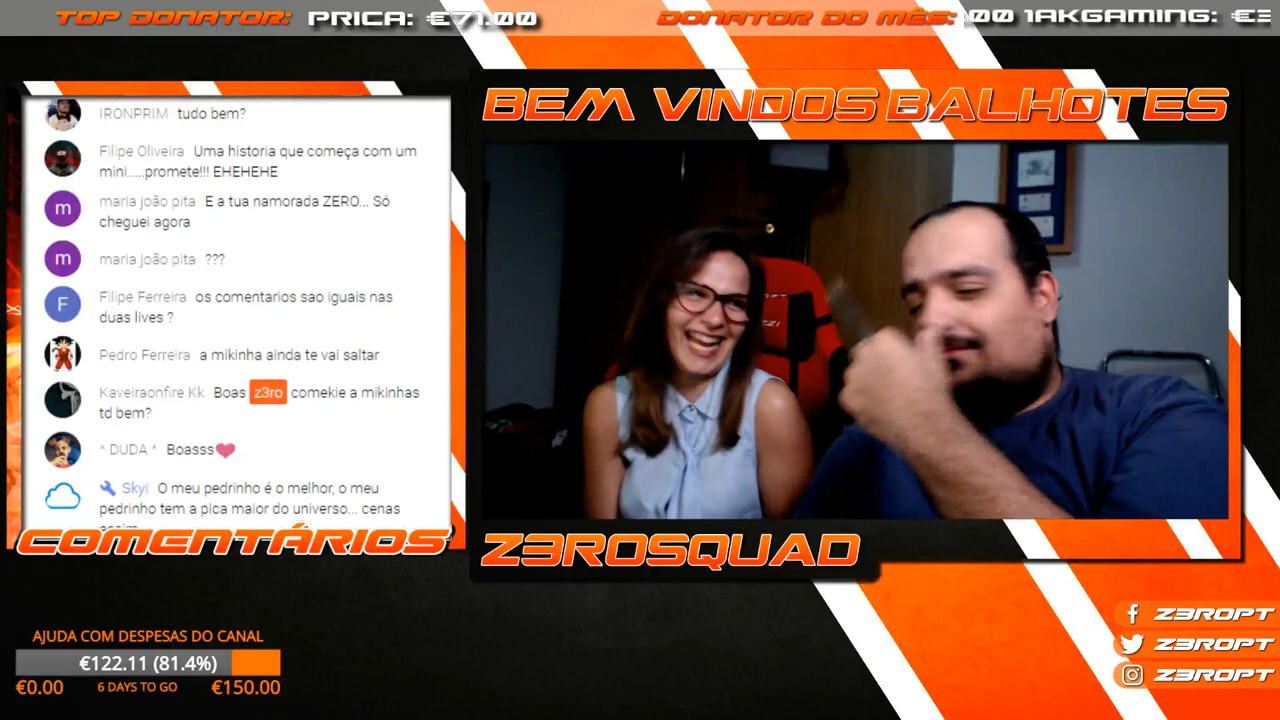 TOP DONATOR: PRICA: €71.00
DONATOR DO MÊS: 00 1AKGAMING:
BEM VINDOS BALHOTES
IRONPRIM tudo bem?
Filipe Oliveira Uma historia que começa com um
mini.....promete!!! EHEHEHE
maria joão pita E a tua namorada ZERO... Só
cheguei agora
maria joão pita ???
Filipe Ferreira os comentarios sao iguais nas
duas lives ?
Pedro Ferreira a mikinha ainda te vai saltar
Kaveiraonfire Kk Boas z3ro comekie a mikinhas
td bem?
* DUDA * Boasss❤
Skyi O meu pedrinho é o melhor, o meu
pedrinho tem a pica maior do universo... cenas
COMENTÁRIOS
Z3ROSQUAD
AJUDA COM DESPESAS DO CANAL
€122.11 (81.4%)
€0.00 6 DAYS TO GO €150.00
Z3ROPT
Z3ROPT
Z3ROPT